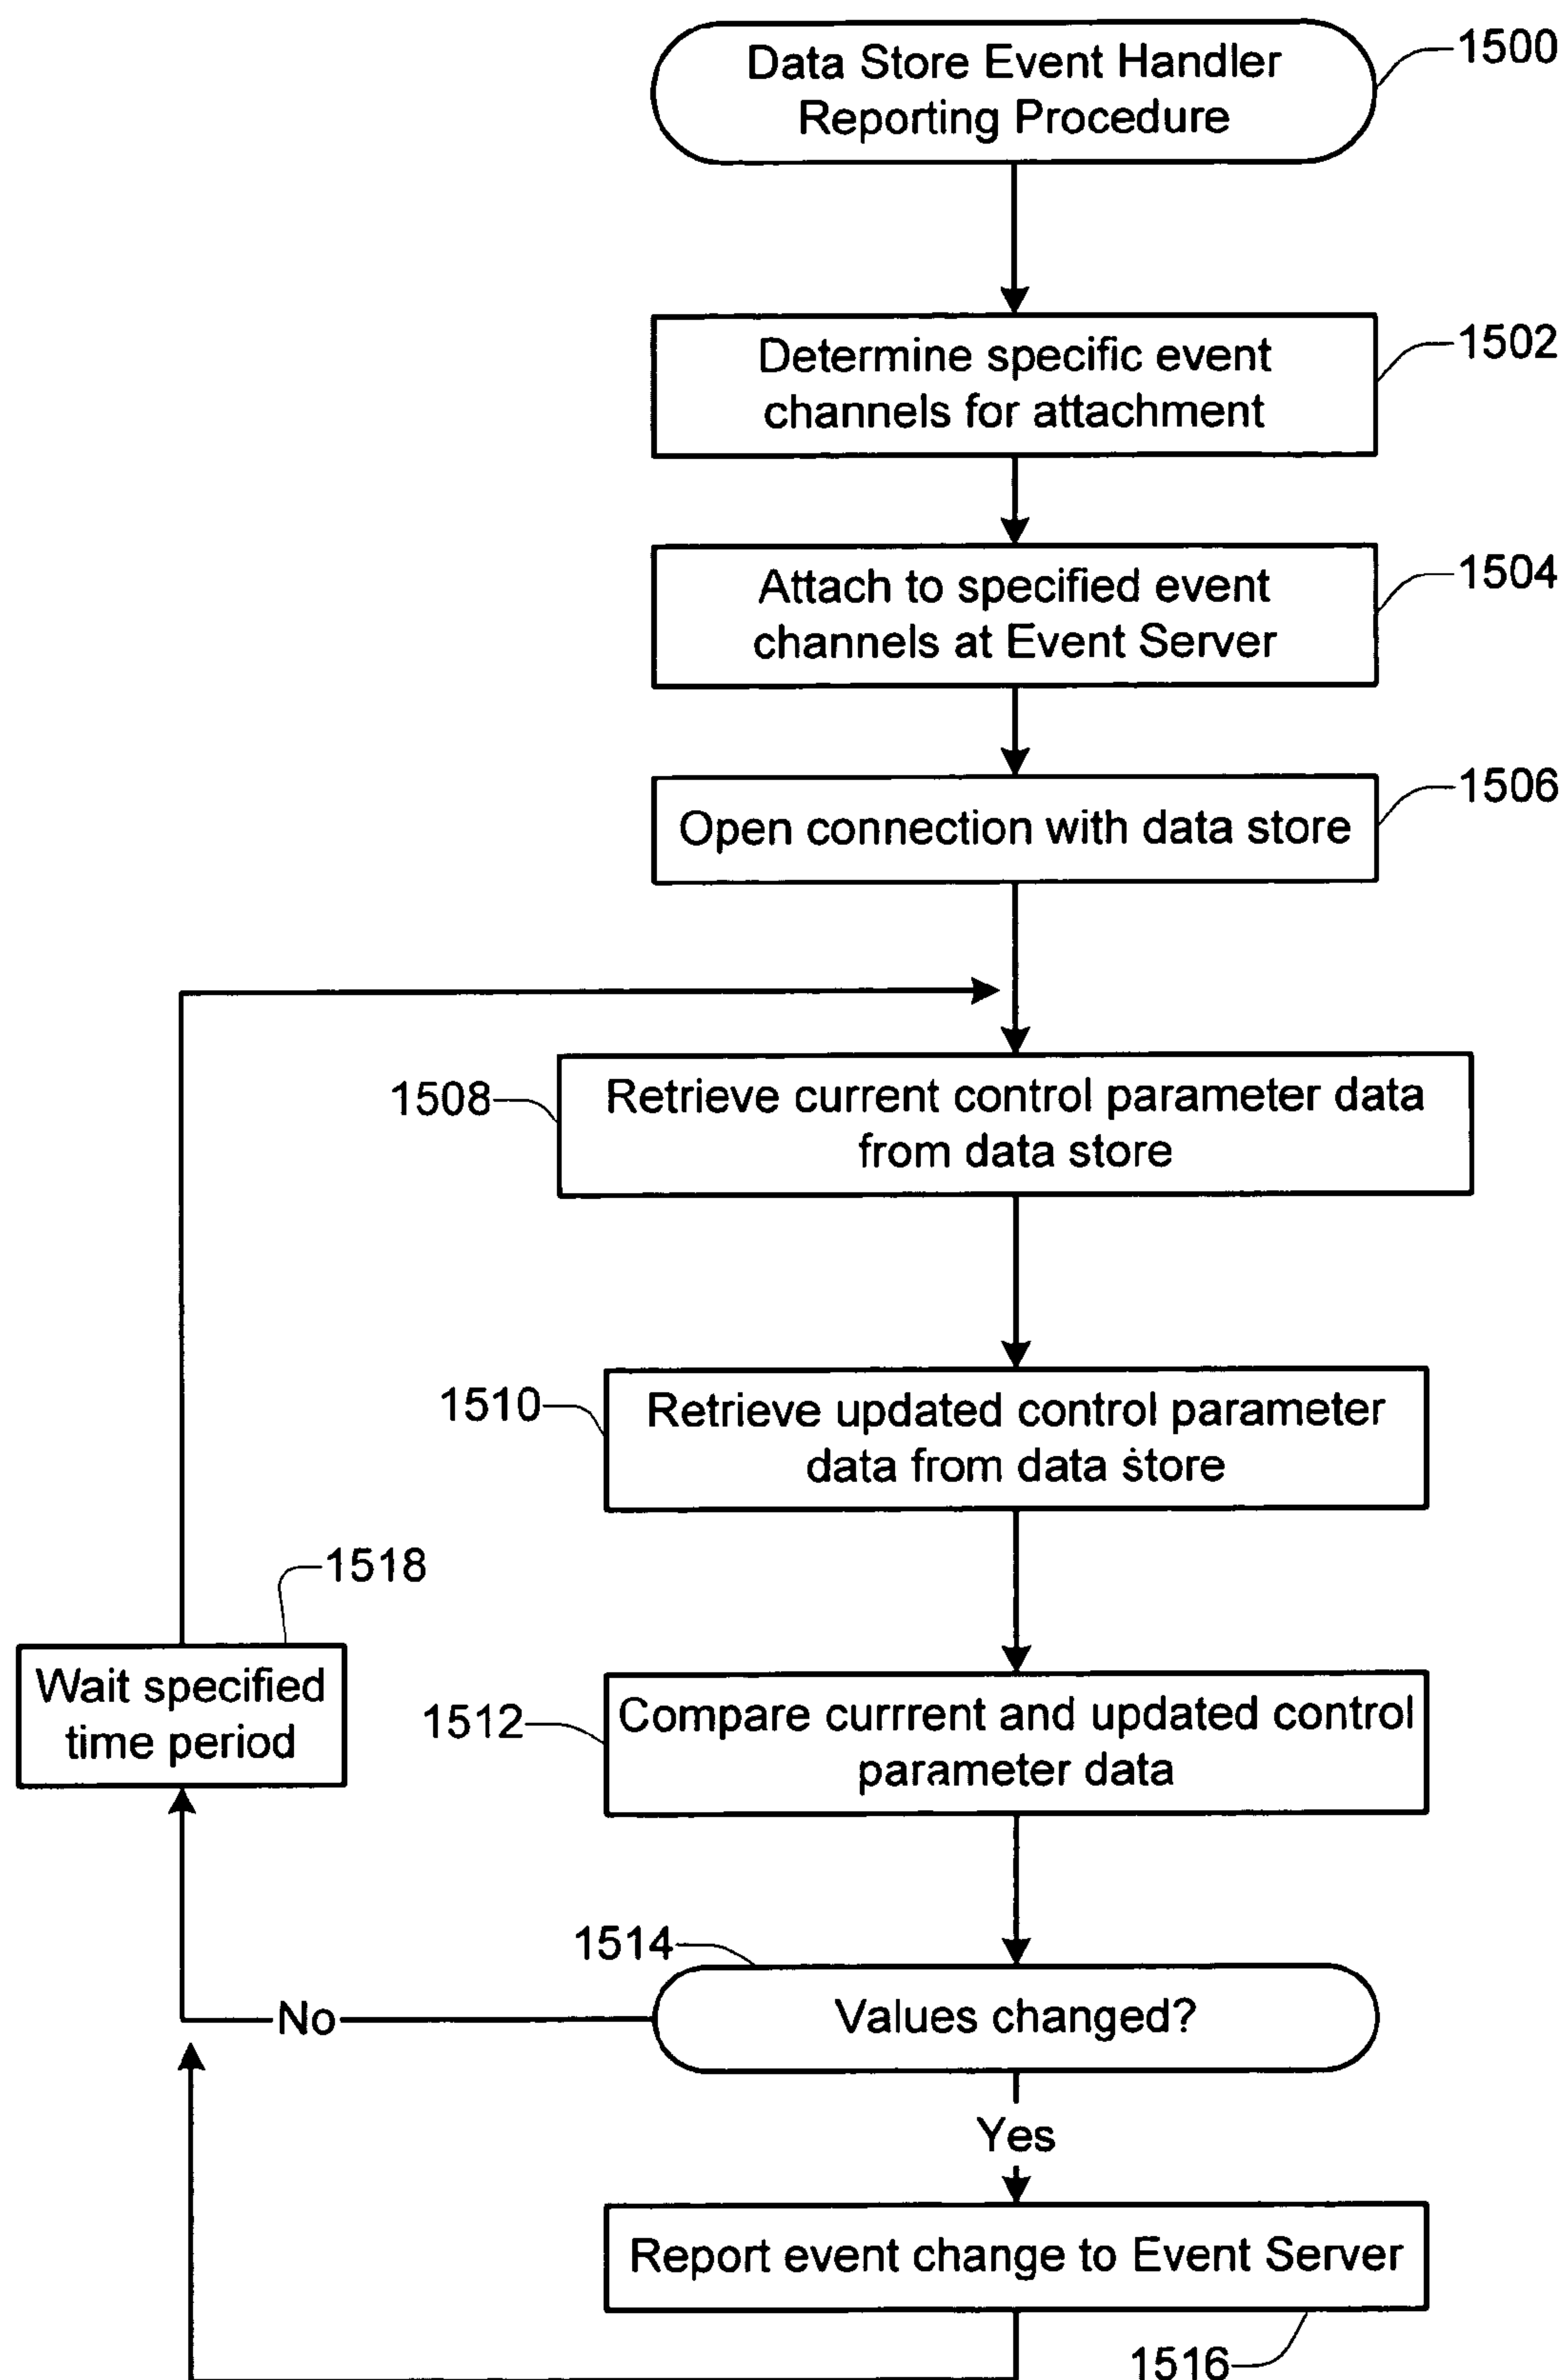 Data Store Event Handler
Reporting Procedure
1500
Determine specific event
channels for attachment
1502
Attach to specified event
channels at Event Server
1504
Open connection with data store
1506
Retrieve current control parameter data
from data store
1508
Retrieve updated control parameter
data from data store
1510
1518
Wait specified
time period
Compare currrent and updated control
parameter data
1512
1514
Values changed?
No
Yes
Report event change to Event Server
1516